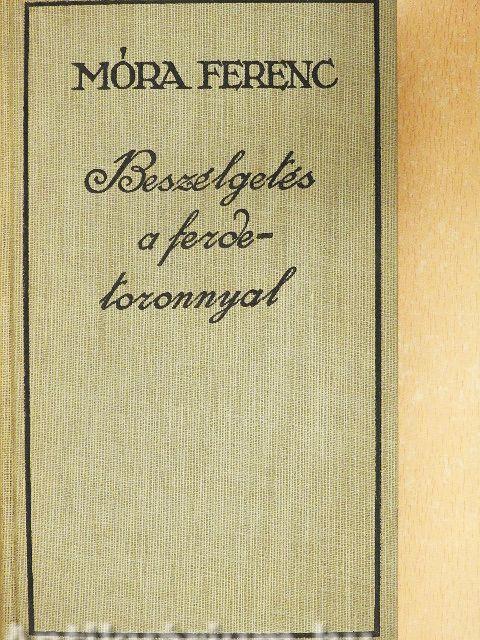 MÓRA FERENC
Beszélgetés
a ferde-
toronnyal